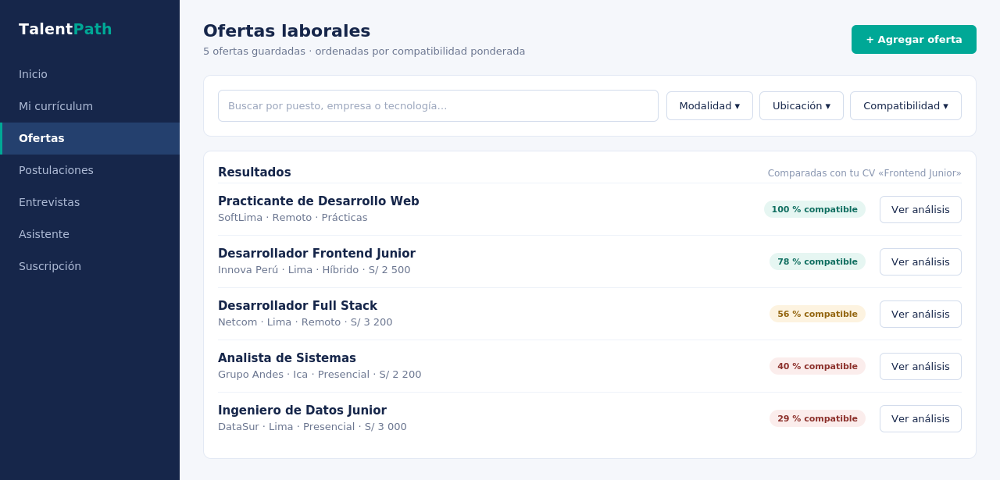 TalentPath
Inicio
Mi currículum
Ofertas
Postulaciones
Entrevistas
Asistente
Suscripción
Ofertas laborales
5 ofertas guardadas · ordenadas por compatibilidad ponderada
+ Agregar oferta
Buscar por puesto, empresa o tecnología...
Modalidad ▾
Ubicación ▾
Compatibilidad ▾
Resultados
Comparadas con tu CV «Frontend Junior»
Practicante de Desarrollo Web
SoftLima · Remoto · Prácticas
100 % compatible
Ver análisis
Desarrollador Frontend Junior
Innova Perú · Lima · Híbrido · S/ 2 500
78 % compatible
Ver análisis
Desarrollador Full Stack
Netcom · Lima · Remoto · S/ 3 200
56 % compatible
Ver análisis
Analista de Sistemas
Grupo Andes · Ica · Presencial · S/ 2 200
40 % compatible
Ver análisis
Ingeniero de Datos Junior
DataSur · Lima · Presencial · S/ 3 000
29 % compatible
Ver análisis